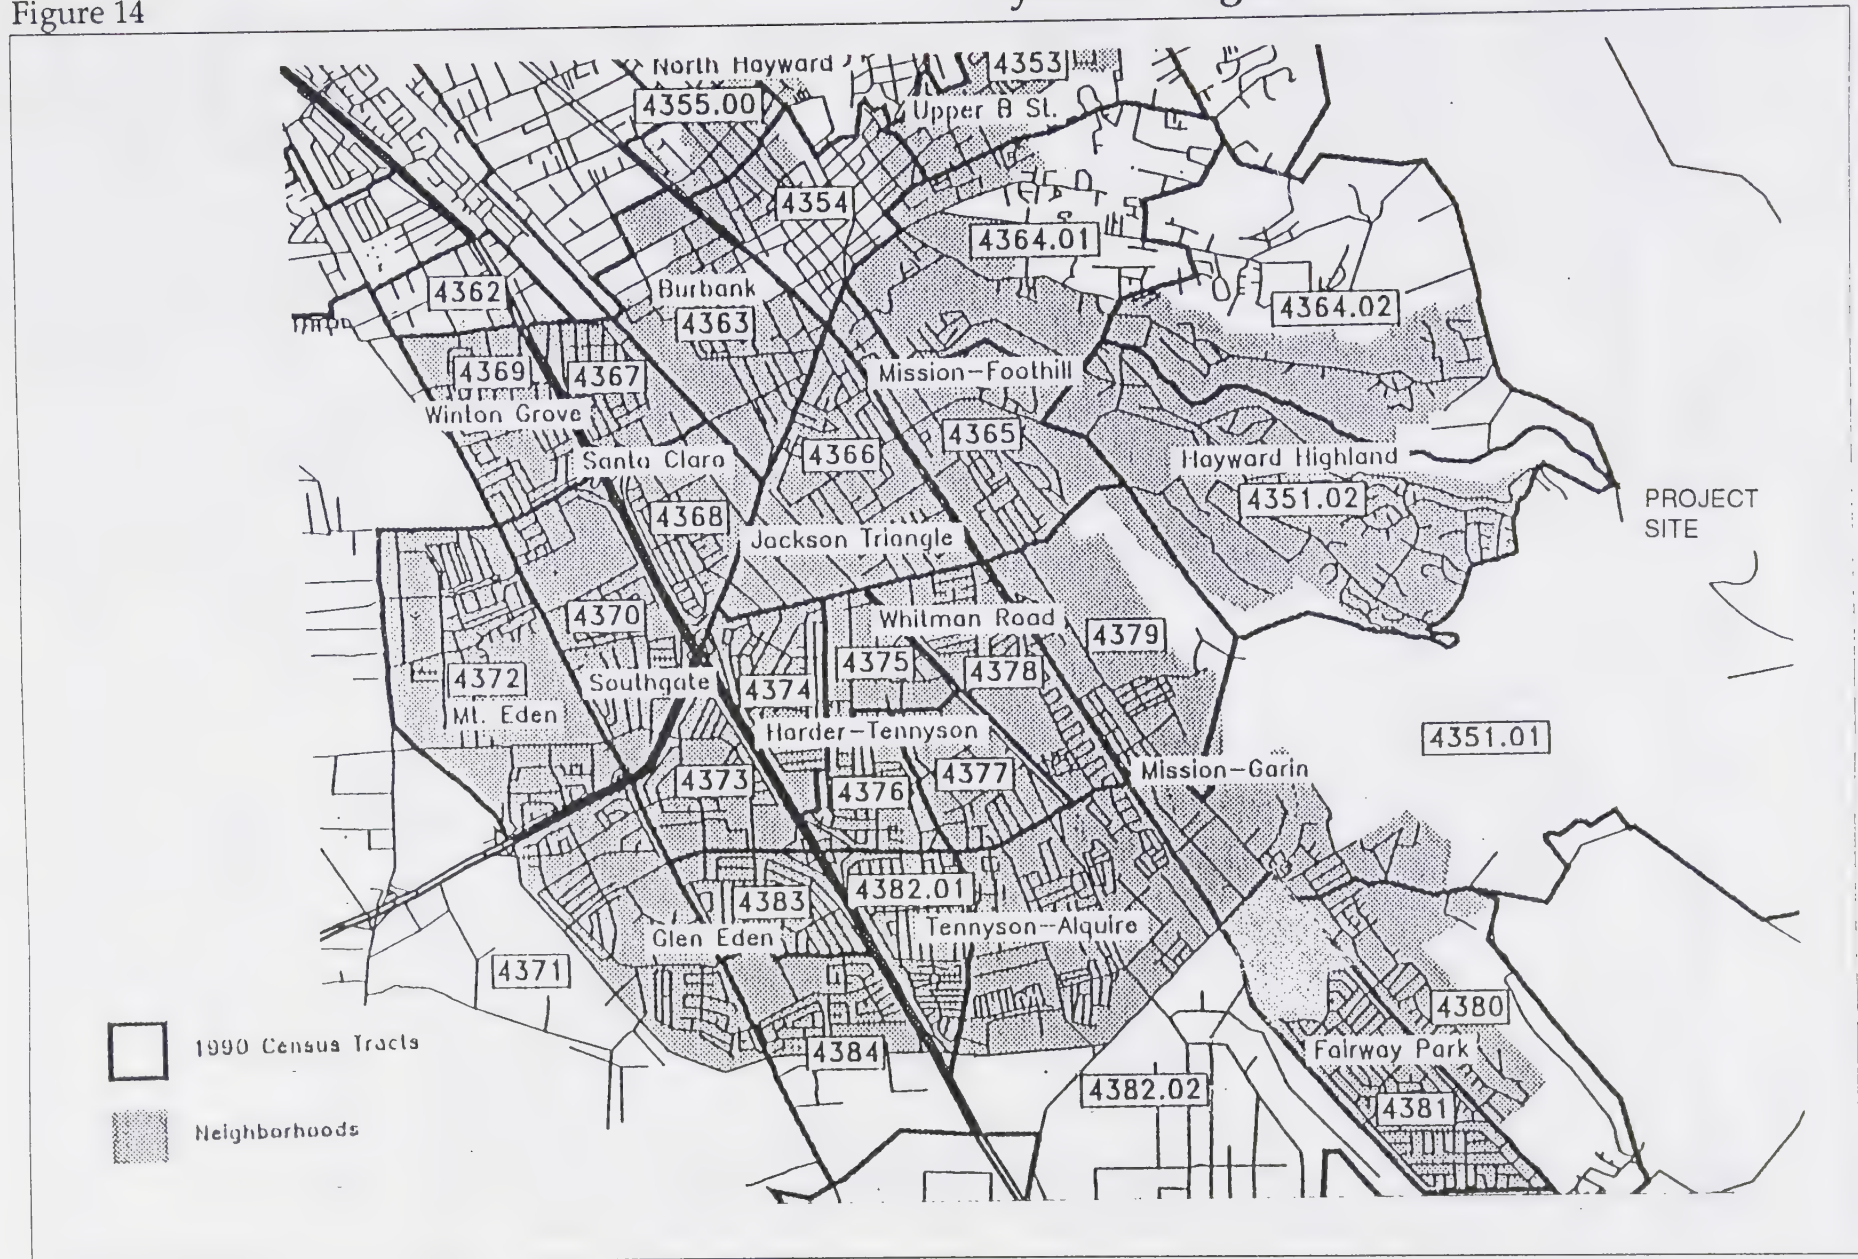 Figure 14
North Hayward
4353
4355.00
Upper B St.
4354
4364.01
4362
Burbank
4363
4364.02
4369
4367
Mission-Foothill
Winton Grove
4365
4366
Santa Clara
Hayward Highland
4351.02
PROJECT
SITE
4368
Jackson Triangle
4370
Whitman Road
4379
4375
4378
4372
Southgate
4374
Mt. Eden
Harder-Tennyson
4351.01
4373
4377
Mission-Garin
4376
4383
4382.01
Glen Eden
Tennyson-Alquire
4371
4380
1990 Census Tracts
4384
Fairway Park
4382.02
4381
Neighborhoods